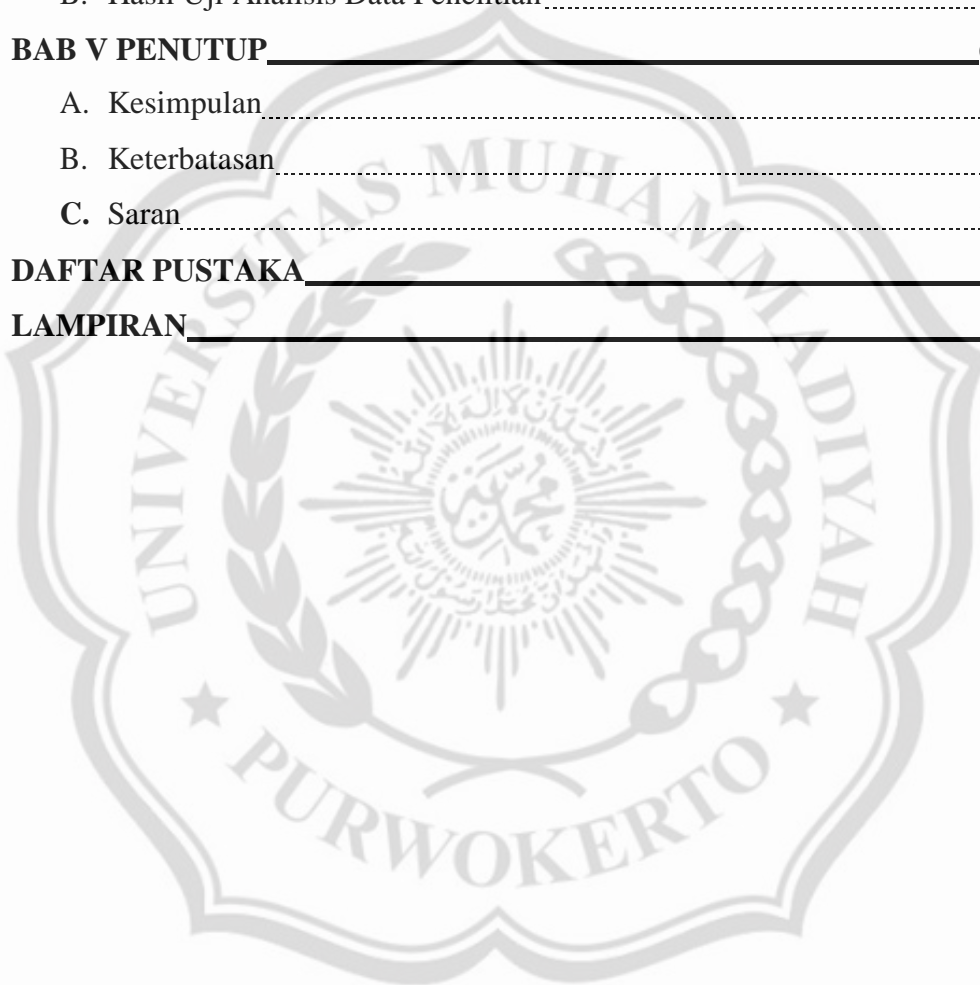 B. Hasil Uji Analisis Data Penelitian
BAB V PENUTUP
A. Kesimpulan
B. Keterbatasan
C. Saran
DAFTAR PUSTAKA
LAMPIRAN
UNIVERSITAS MUHAMMADIYAH
PURWOKERTO